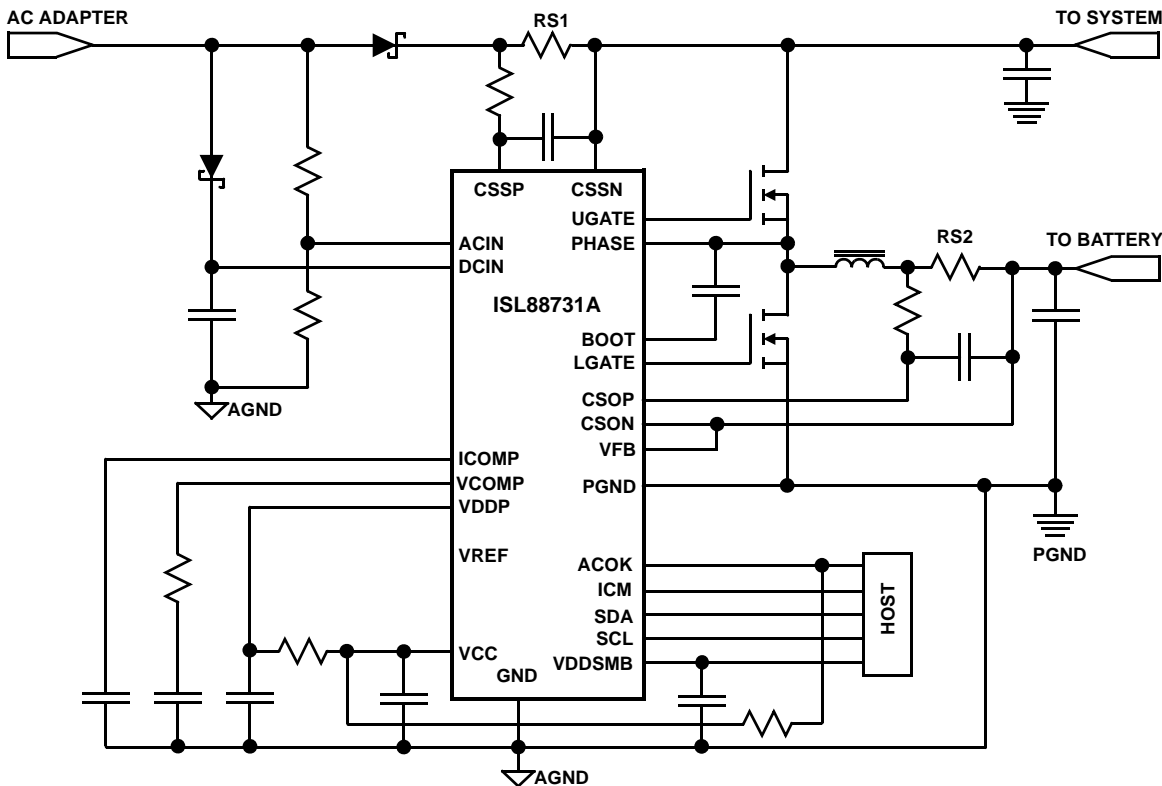 AC ADAPTER
RS1
TO SYSTEM
CSSP
CSSN
UGATE
PHASE
ACIN
DCIN
RS2
TO BATTERY
ISL88731A
BOOT
LGATE
CSOP
CSON
VFB
AGND
ICOMP
VCOMP
VDDP
PGND
VREF
PGND
ACOK
ICM
SDA
SCL
VDDSMB
HOST
VCC
GND
AGND